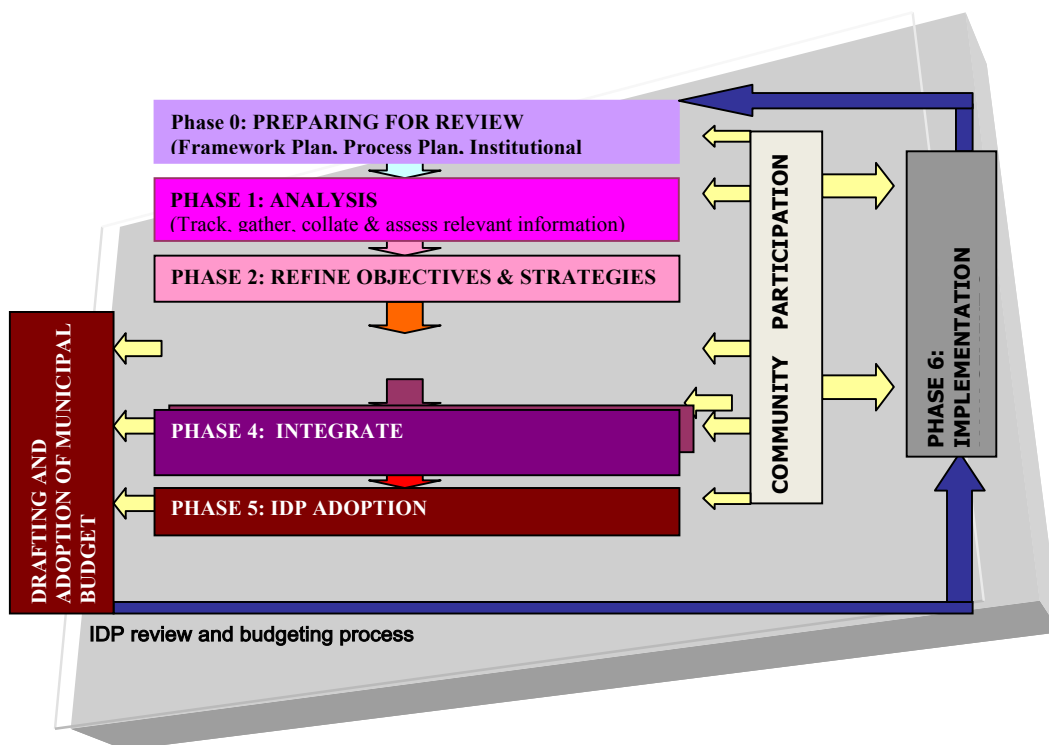 Phase 0: PREPARING FOR REVIEW
(Framework Plan, Process Plan, Institutional
PHASE 1: ANALYSIS
(Track, gather, collate & assess relevant information)
PHASE 2: REFINE OBJECTIVES & STRATEGIES
PHASE 4: INTEGRATE
PHASE 5: IDP ADOPTION
DRAFTING AND
ADOPTION OF MUNICIPAL
BUDGET
COMMUNITY PARTICIPATION
PHASE 6:
IMPLEMENTATION
IDP review and budgeting process